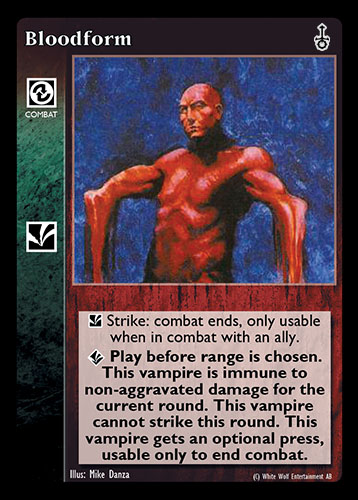 Bloodform
COMBAT
Strike: combat ends, only usable
when in combat with an ally.
Play before range is chosen.
This vampire is immune to
non-aggravated damage for the
current round. This vampire
cannot strike this round. This
vampire gets an optional press,
usable only to end combat.
Illus: Mike Danza
(C) White Wolf Entertainment AB